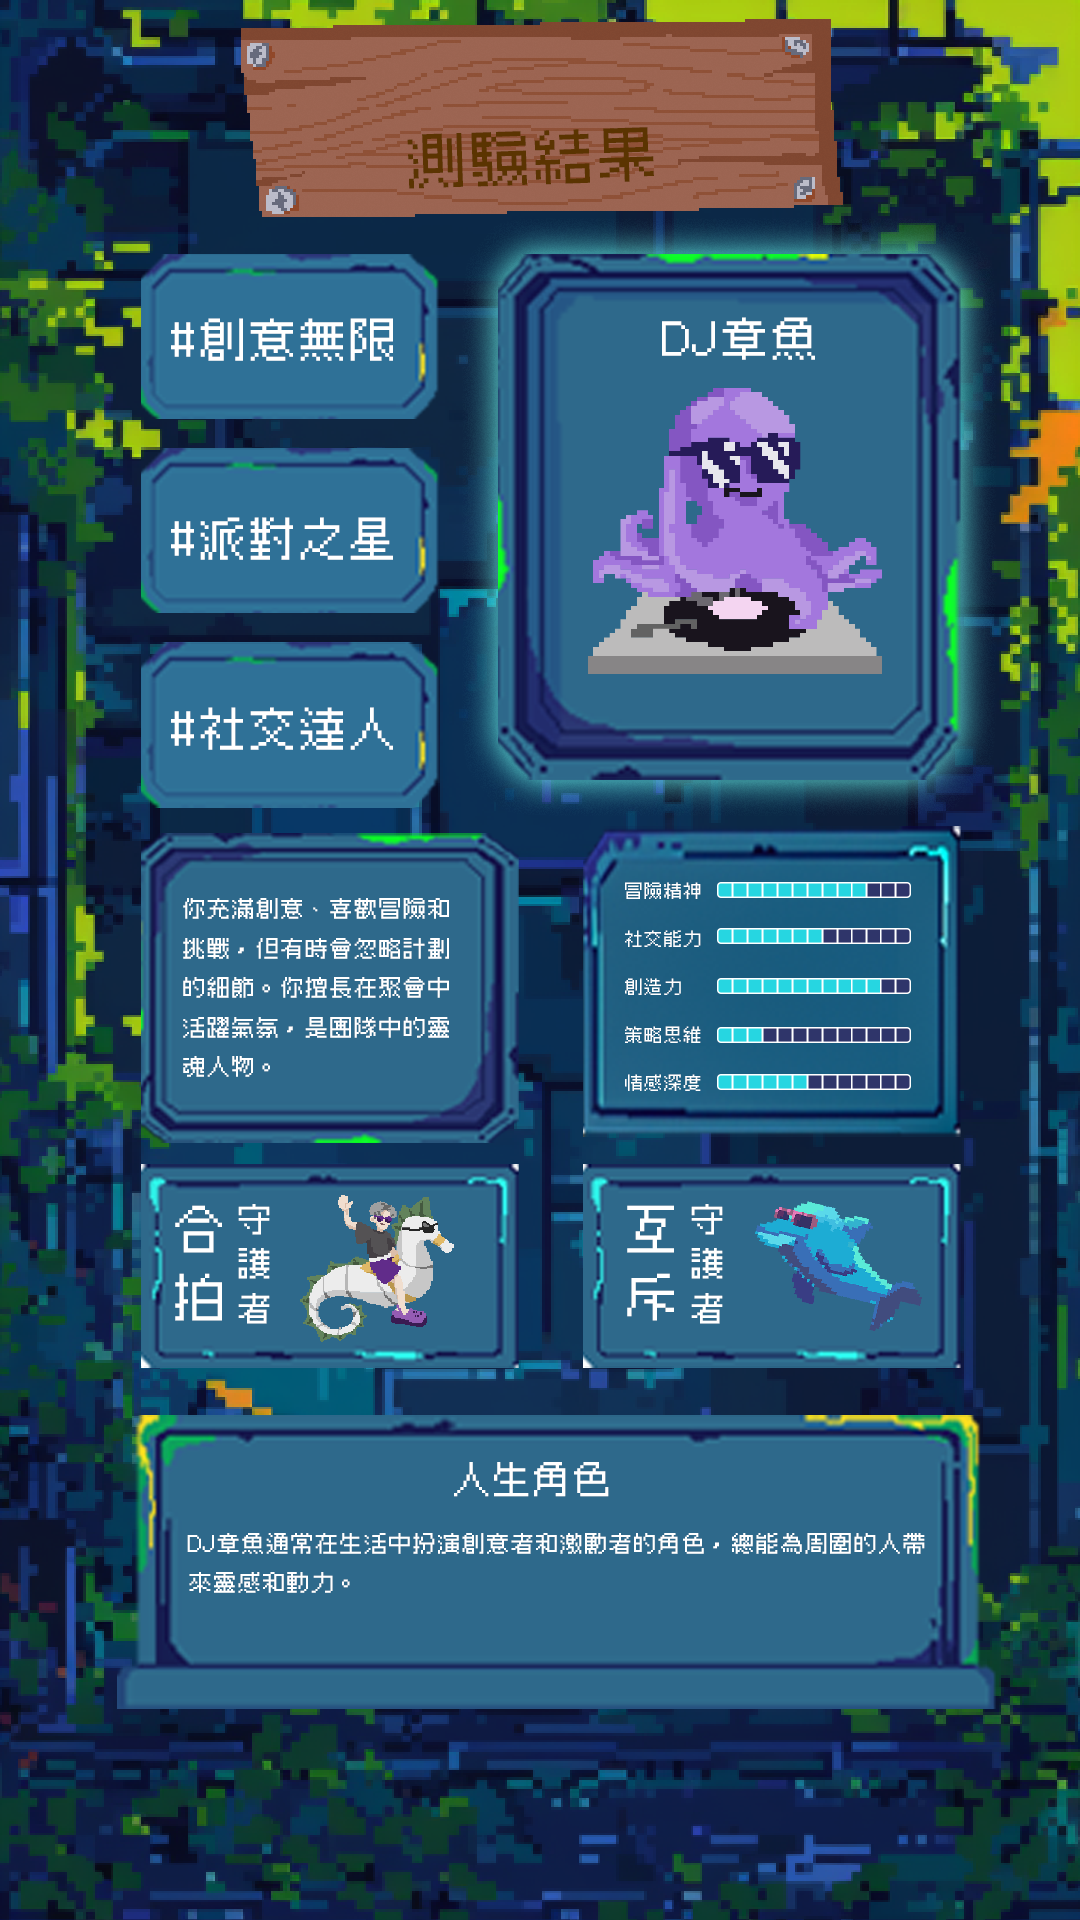 測驗結果
#創意無限
#派對之星
#社交達人
DJ章魚
你充滿創意、喜歡冒險和
挑戰，但有時會忽略計劃
的細節。你擅長在聚會中
活躍氣氛，是團隊中的靈
魂人物。
冒險精神
社交能力
創造力
策略思維
情感深度
合拍
守護者
互斥
守護者
人生角色
DJ章魚通常在生活中扮演創意者和激勵者的角色，總能為周圍的人帶
來靈感和動力。